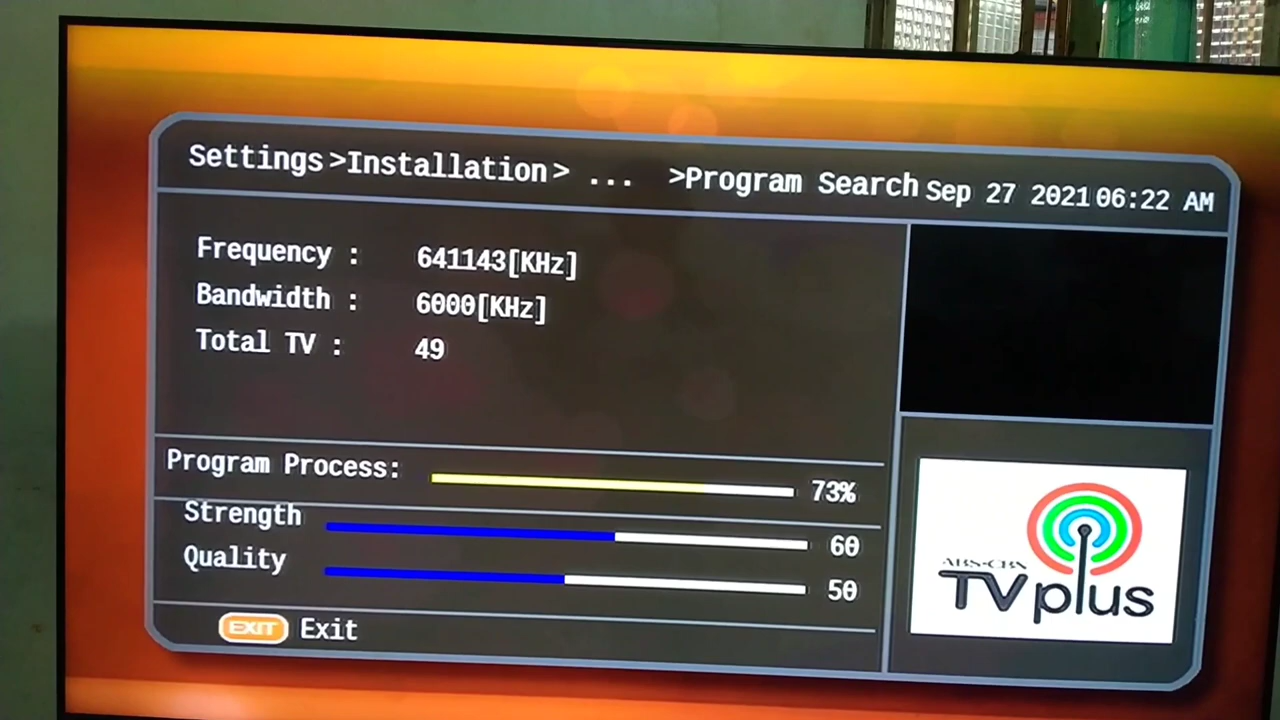 Settings>Installation> ... >Program Search Sep 27 2021 06:22 AM
Frequency : 641143[KHz]
Bandwidth : 6000[KHz]
Total TV : 49
Program Process: 73%
Strength 60
Quality 50
EXIT Exit
ABS-CBN
TVplus